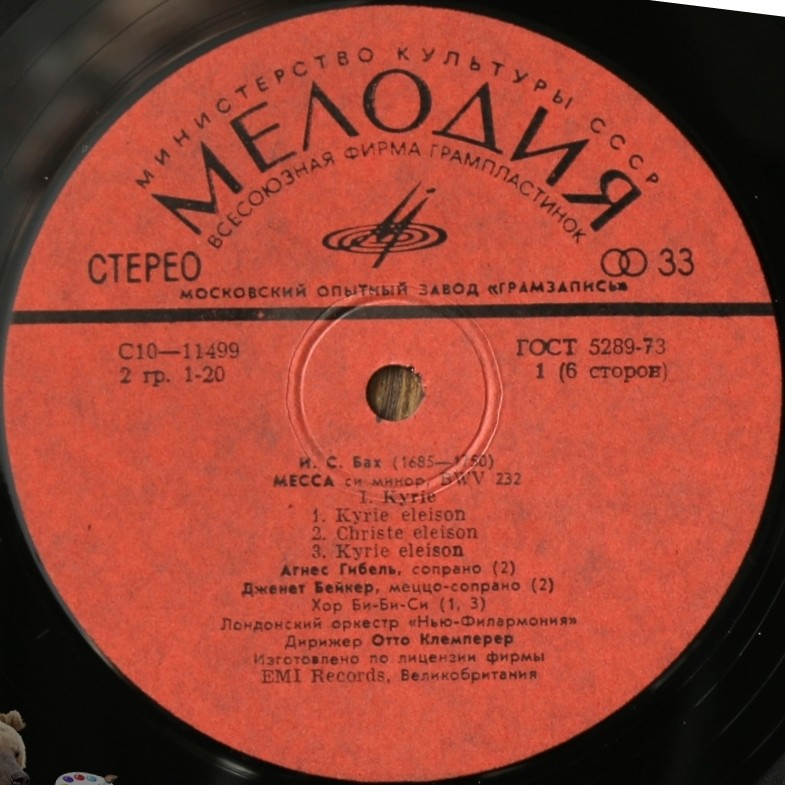 МИНИСТЕРСТВО КУЛЬТУРЫ СССР
МЕЛОДИЯ
ВСЕСОЮЗНАЯ ФИРМА ГРАМПЛАСТИНОК
СТЕРЕО
33
МОСКОВСКИЙ ОПЫТНЫЙ ЗАВОД «ГРАМЗАПИСЬ»
С10—11499
ГОСТ 5289-73
2 гр. 1-20
1 (6 сторон)
И. С. Бах (1685—1750)
МЕССА си минор, BWV 232
I. Kyrie
1. Kyrie eleison
2. Christe eleison
3. Kyrie eleison
Агнес Гибель, сопрано (2)
Дженет Бейкер, меццо-сопрано (2)
Хор Би-Би-Си (1, 3)
Лондонский оркестр «Нью-Филармония»
Дирижер Отто Клемперер
Изготовлено по лицензии фирмы
EMI Records, Великобритания